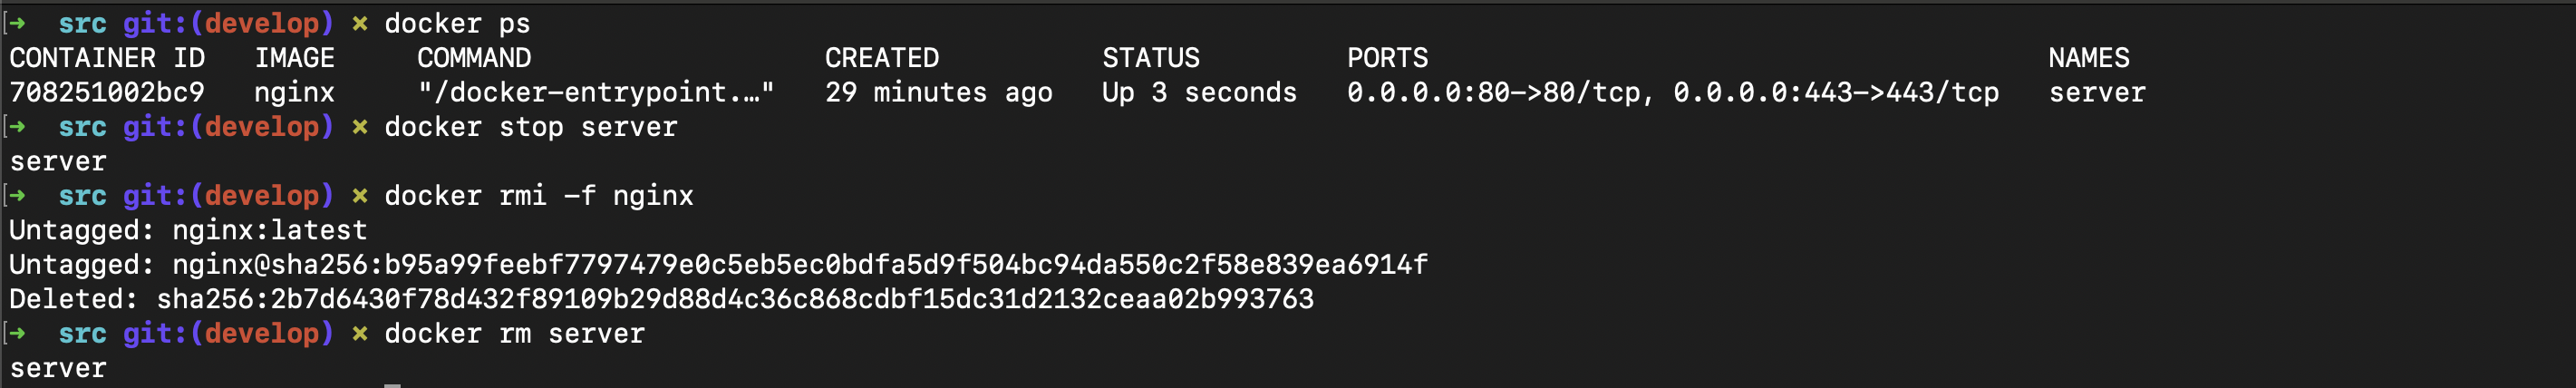 [→  src git:(develop) × docker ps
CONTAINER ID   IMAGE     COMMAND                  CREATED          STATUS         PORTS                                      NAMES
708251002bc9   nginx     "/docker-entrypoint.…"   29 minutes ago   Up 3 seconds   0.0.0.0:80->80/tcp, 0.0.0.0:443->443/tcp   server
[→  src git:(develop) × docker stop server
server
[→  src git:(develop) × docker rmi -f nginx
Untagged: nginx:latest
Untagged: nginx@sha256:b95a99feebf7797479e0c5eb5ec0bdfa5d9f504bc94da550c2f58e839ea6914f
Deleted: sha256:2b7d6430f78d432f89109b29d88d4c36c868cdbf15dc31d2132ceaa02b993763
[→  src git:(develop) × docker rm server
server